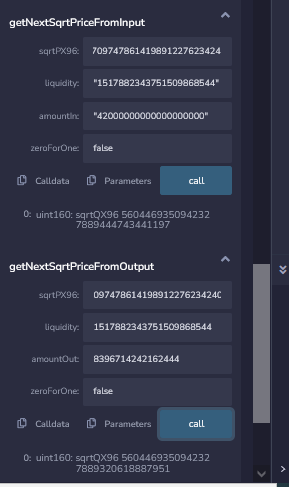 getNextSqrtPriceFromInput
sqrtPX96: 709747861419891227623424
liquidity: "1517882343751509868544"
amountIn: "42000000000000000000"
zeroForOne: false
Calldata Parameters call
0: uint160: sqrtQX96 560446935094232
7889444743441197
getNextSqrtPriceFromOutput
sqrtPX96: 097478614198912276234240
liquidity: 1517882343751509868544
amountOut: 8396714242162444
zeroForOne: false
Calldata Parameters call
0: uint160: sqrtQX96 560446935094232
7889320618887951